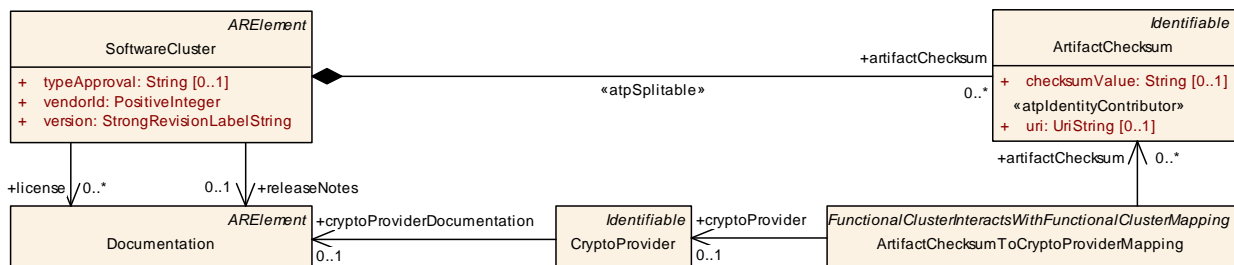 ARElement
SoftwareCluster
+ typeApproval: String [0..1]
+ vendorId: PositiveInteger
+ version: StrongRevisionLabelString
+artifactChecksum
«atpSplitable»
0..*
Identifiable
ArtifactChecksum
+ checksumValue: String [0..1]
«atpIdentityContributor»
+ uri: UriString [0..1]
+license
0..*
0..1
+releaseNotes
+artifactChecksum
0..*
ARElement
Documentation
+cryptoProviderDocumentation
0..1
Identifiable
CryptoProvider
+cryptoProvider
0..1
FunctionalClusterInteractsWithFunctionalClusterMapping
ArtifactChecksumToCryptoProviderMapping